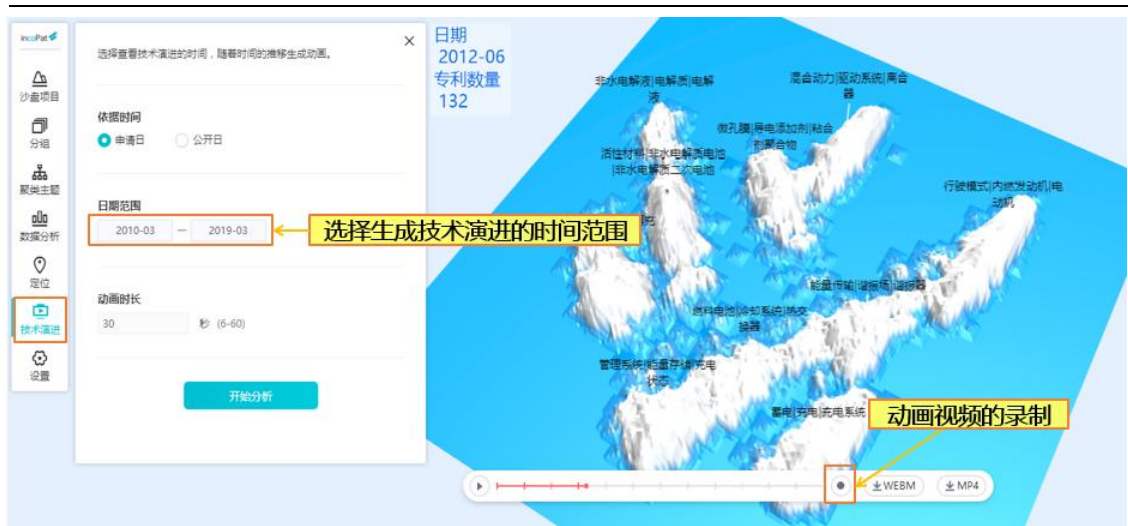 incoPat
沙盘项目
分组
聚类主题
数据分析
定位
技术演进
设置
选择查看技术演进的时间，随着时间的推移生成动画。
×
依据时间
申请日
公开日
日期范围
2010-03 — 2019-03
选择生成技术演进的时间范围
动画时长
30 秒 (6-60)
开始分析
日期
2012-06
专利数量
132
非水电解液|电解质|电解
液
混合动力|驱动系统|离合
器
微孔膜|导电添加剂|粘合
剂聚合物
活性材料|非水电解质电池
|非水电解质二次电池
充
行驶模式|内燃发动机|电
动机
能量传输|谐振场|谐振器
燃料电池|冷却系统|热交
换器
管理系统|能量存储|充电
状态
蓄电|充电|充电系统
动画视频的录制
WEBM
MP4